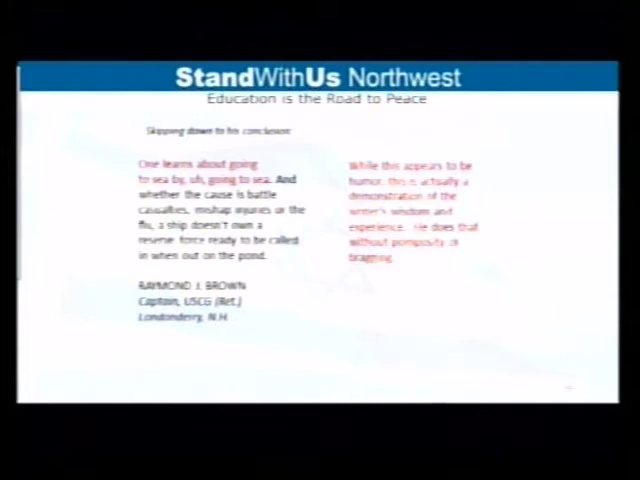 StandWithUs Northwest
Education is the Road to Peace
Skipping down to his conclusion:
One learns about going
to sea by, uh, going to sea. And
whether the cause is battle
casualties, mishap injuries or the
flu, a ship doesn't own a
reserve force ready to be called
in when out on the pond.
RAYMOND J. BROWN
Captain, USCG (Ret.)
Londonderry, N.H.
While this appears to be
humor, this is actually a
demonstration of the
writer's wisdom and
experience. He does that
without pomposity or
bragging.